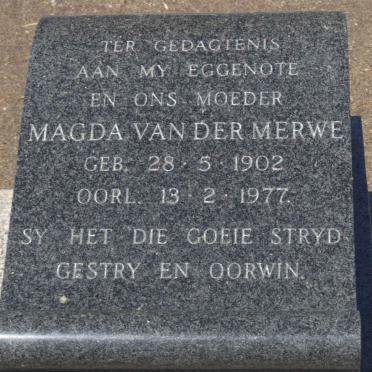 TER GEDAGTENIS
AAN MY EGGENOTE
EN ONS MOEDER
MAGDA VAN DER MERWE
GEB. 28·5·1902
OORL. 13·2·1977.
SY HET DIE GOEIE STRYD
GESTRY EN OORWIN.